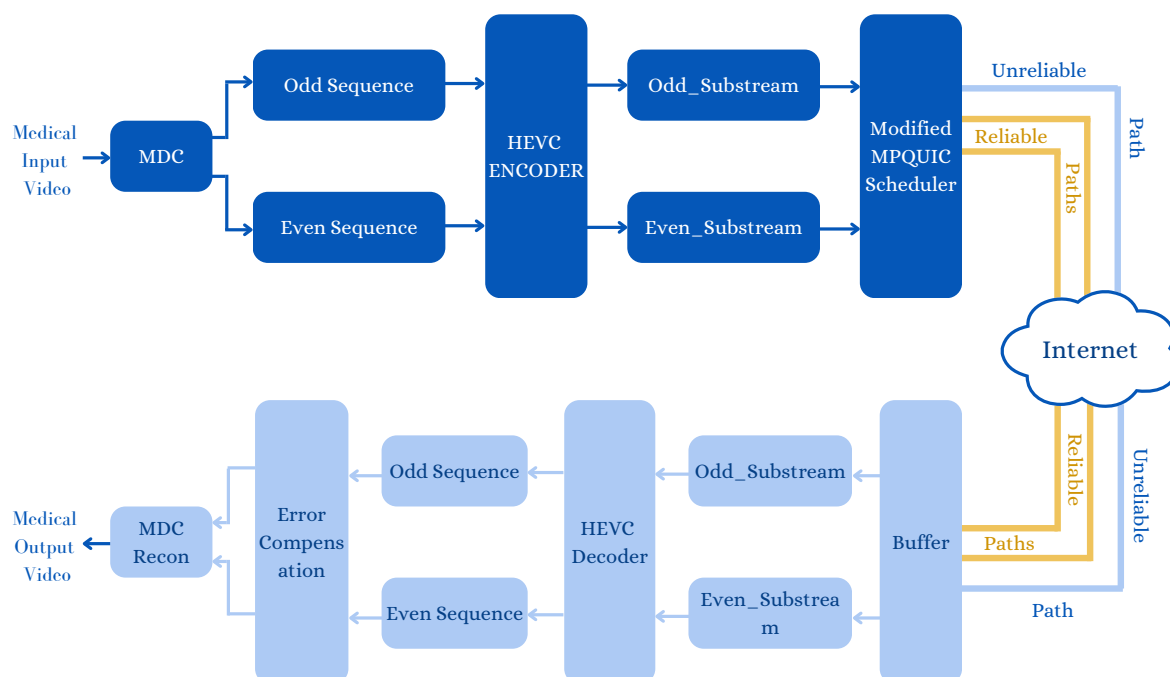 Medical
Input
Video
MDC
Odd Sequence
Even Sequence
HEVC
ENCODER
Odd_Substream
Even_Substream
Modified
MPQUIC
Scheduler
Unreliable
Path
Reliable
Paths
Internet
Reliable
Paths
Unreliable
Path
Buffer
Odd_Substream
Even_Substrea
m
HEVC
Decoder
Odd Sequence
Even Sequence
Error
Compens
ation
MDC
Recon
Medical
Output
Video